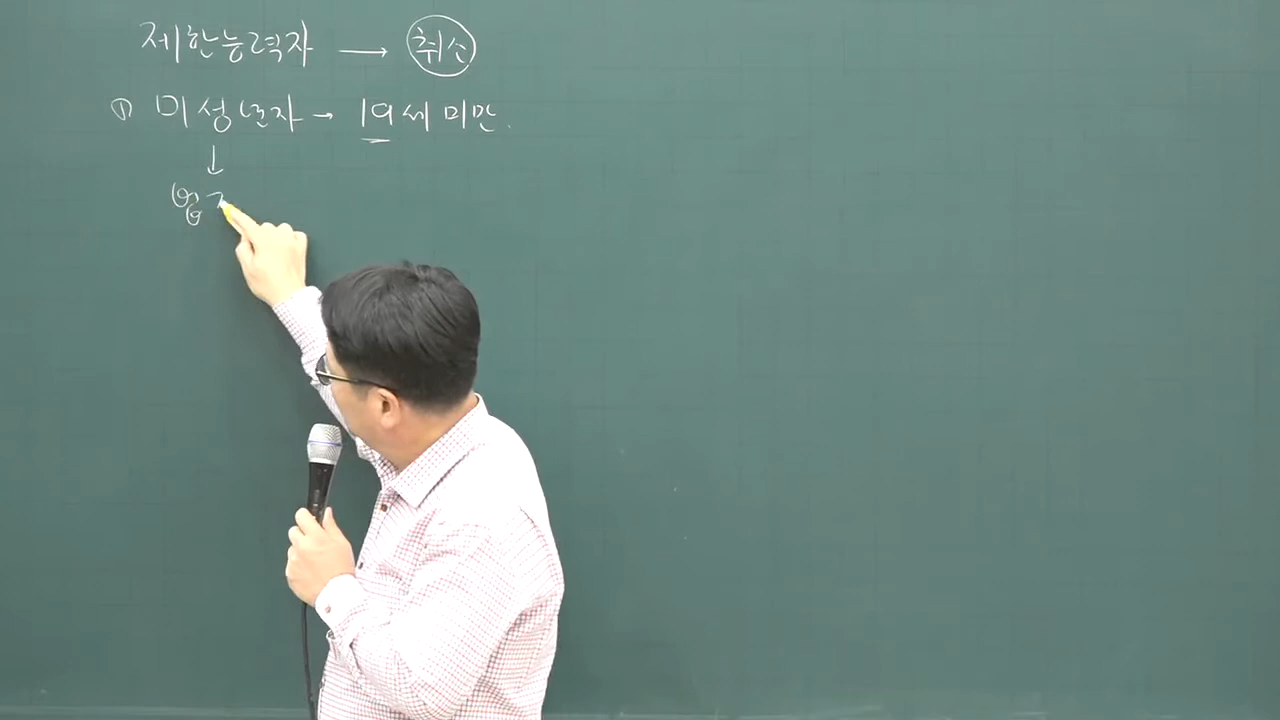 제한능력자 → 취소
① 미성년자 → 19세 미만.
↓